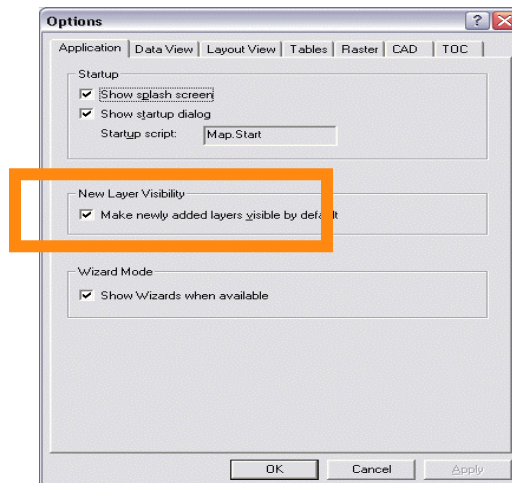 Options
Application Data View Layout View Tables Raster CAD TOC
Startup
Show splash screen
Show startup dialog
Startup script: Map.Start
New Layer Visibility
Make newly added layers visible by default
Wizard Mode
Show Wizards when available
OK Cancel Apply